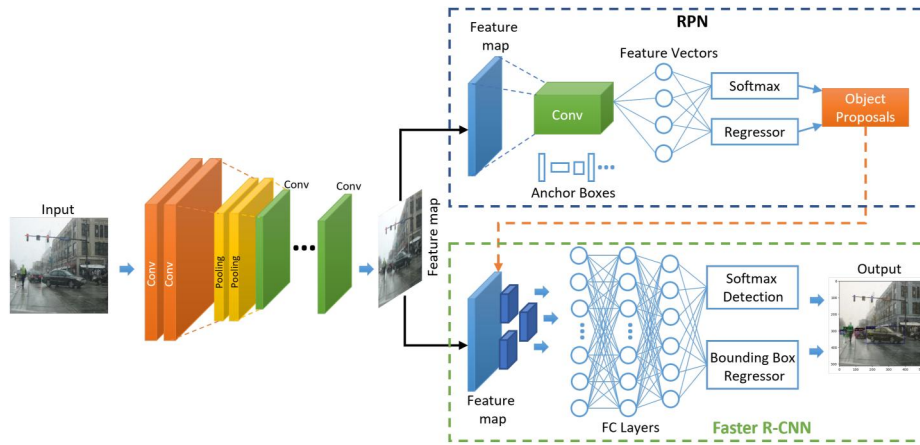 Input
Conv
Conv
Pooling
Pooling
Conv
Conv
Feature map
RPN
Feature
map
Conv
Anchor Boxes
Feature Vectors
Softmax
Regressor
Object
Proposals
Feature
map
FC Layers
Softmax
Detection
Bounding Box
Regressor
Output
Faster R-CNN